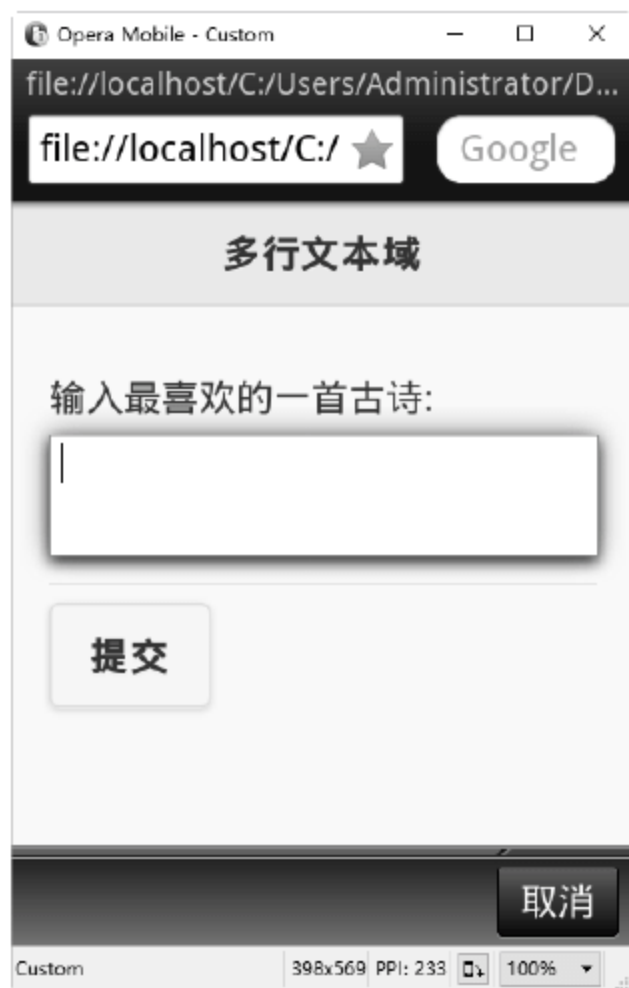 Opera Mobile - Custom
file://localhost/C:/Users/Administrator/D...
file://localhost/C:/ Google
多行文本域
输入最喜欢的一首古诗:
提交
取消
Custom 398x569 PPI: 233 100%